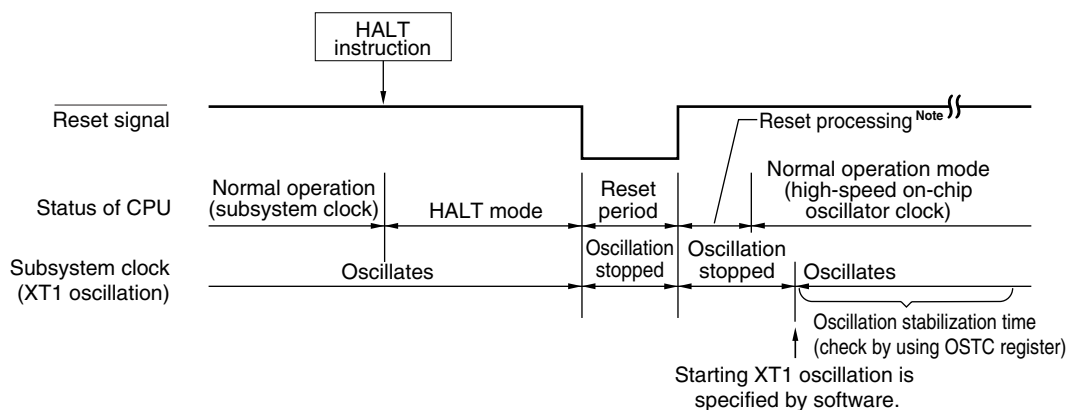 HALT
instruction
Reset signal
Reset processing Note
Status of CPU
Normal operation
(subsystem clock)
HALT mode
Reset
period
Normal operation mode
(high-speed on-chip
oscillator clock)
Subsystem clock
(XT1 oscillation)
Oscillates
Oscillation
stopped
Oscillation
stopped
Oscillates
Oscillation stabilization time
(check by using OSTC register)
Starting XT1 oscillation is
specified by software.